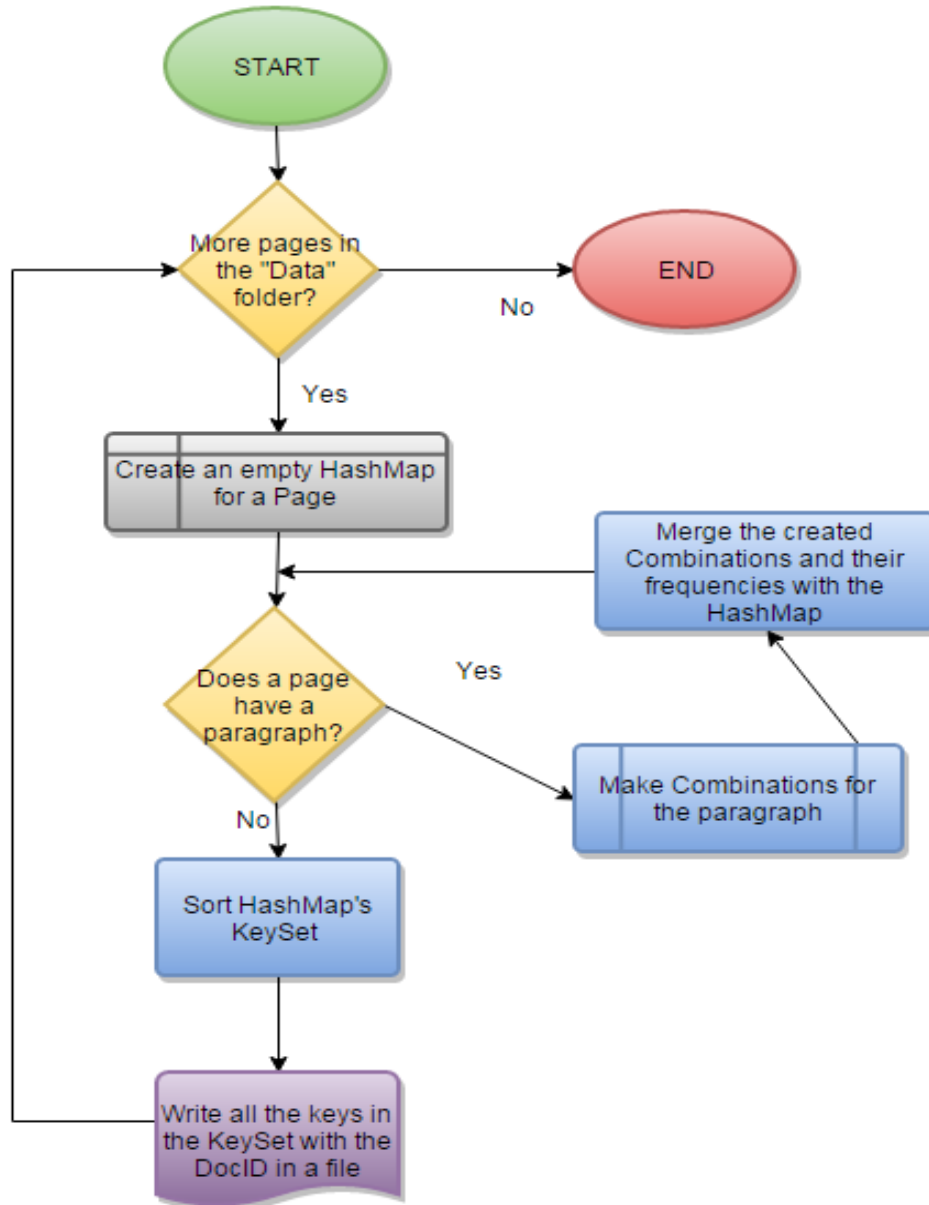 START
More pages in
the "Data"
folder?
END
No
Yes
Create an empty HashMap
for a Page
Merge the created
Combinations and their
frequencies with the
HashMap
Does a page
have a
paragraph?
Yes
Make Combinations for
the paragraph
No
Sort HashMap's
KeySet
Write all the keys in
the KeySet with the
DocID in a file